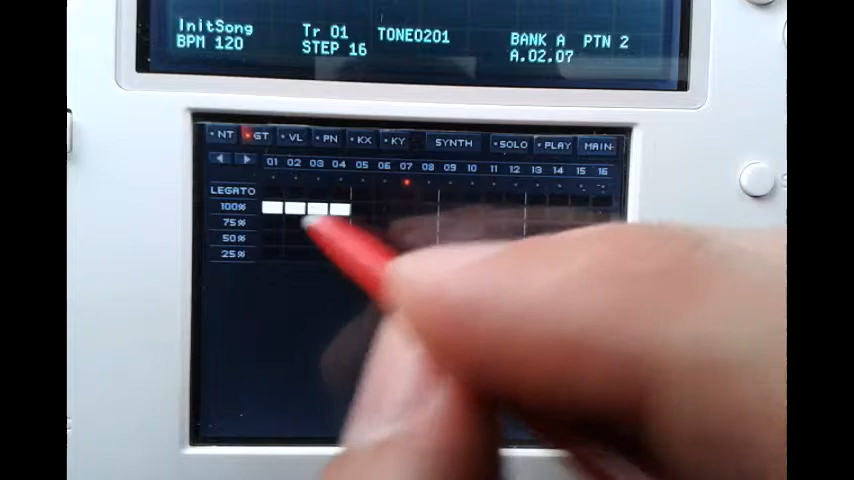 InitSong Tr 01 TONE0201 BANK A PTN 2
BPM 120 STEP 16 A.02.07
NT GT VL PN KX KY SYNTH SOLO PLAY MAIN
01 02 03 04 05 06 07 08 09 10 11 12 13 14 15 16
LEGATO
100%
75%
50%
25%